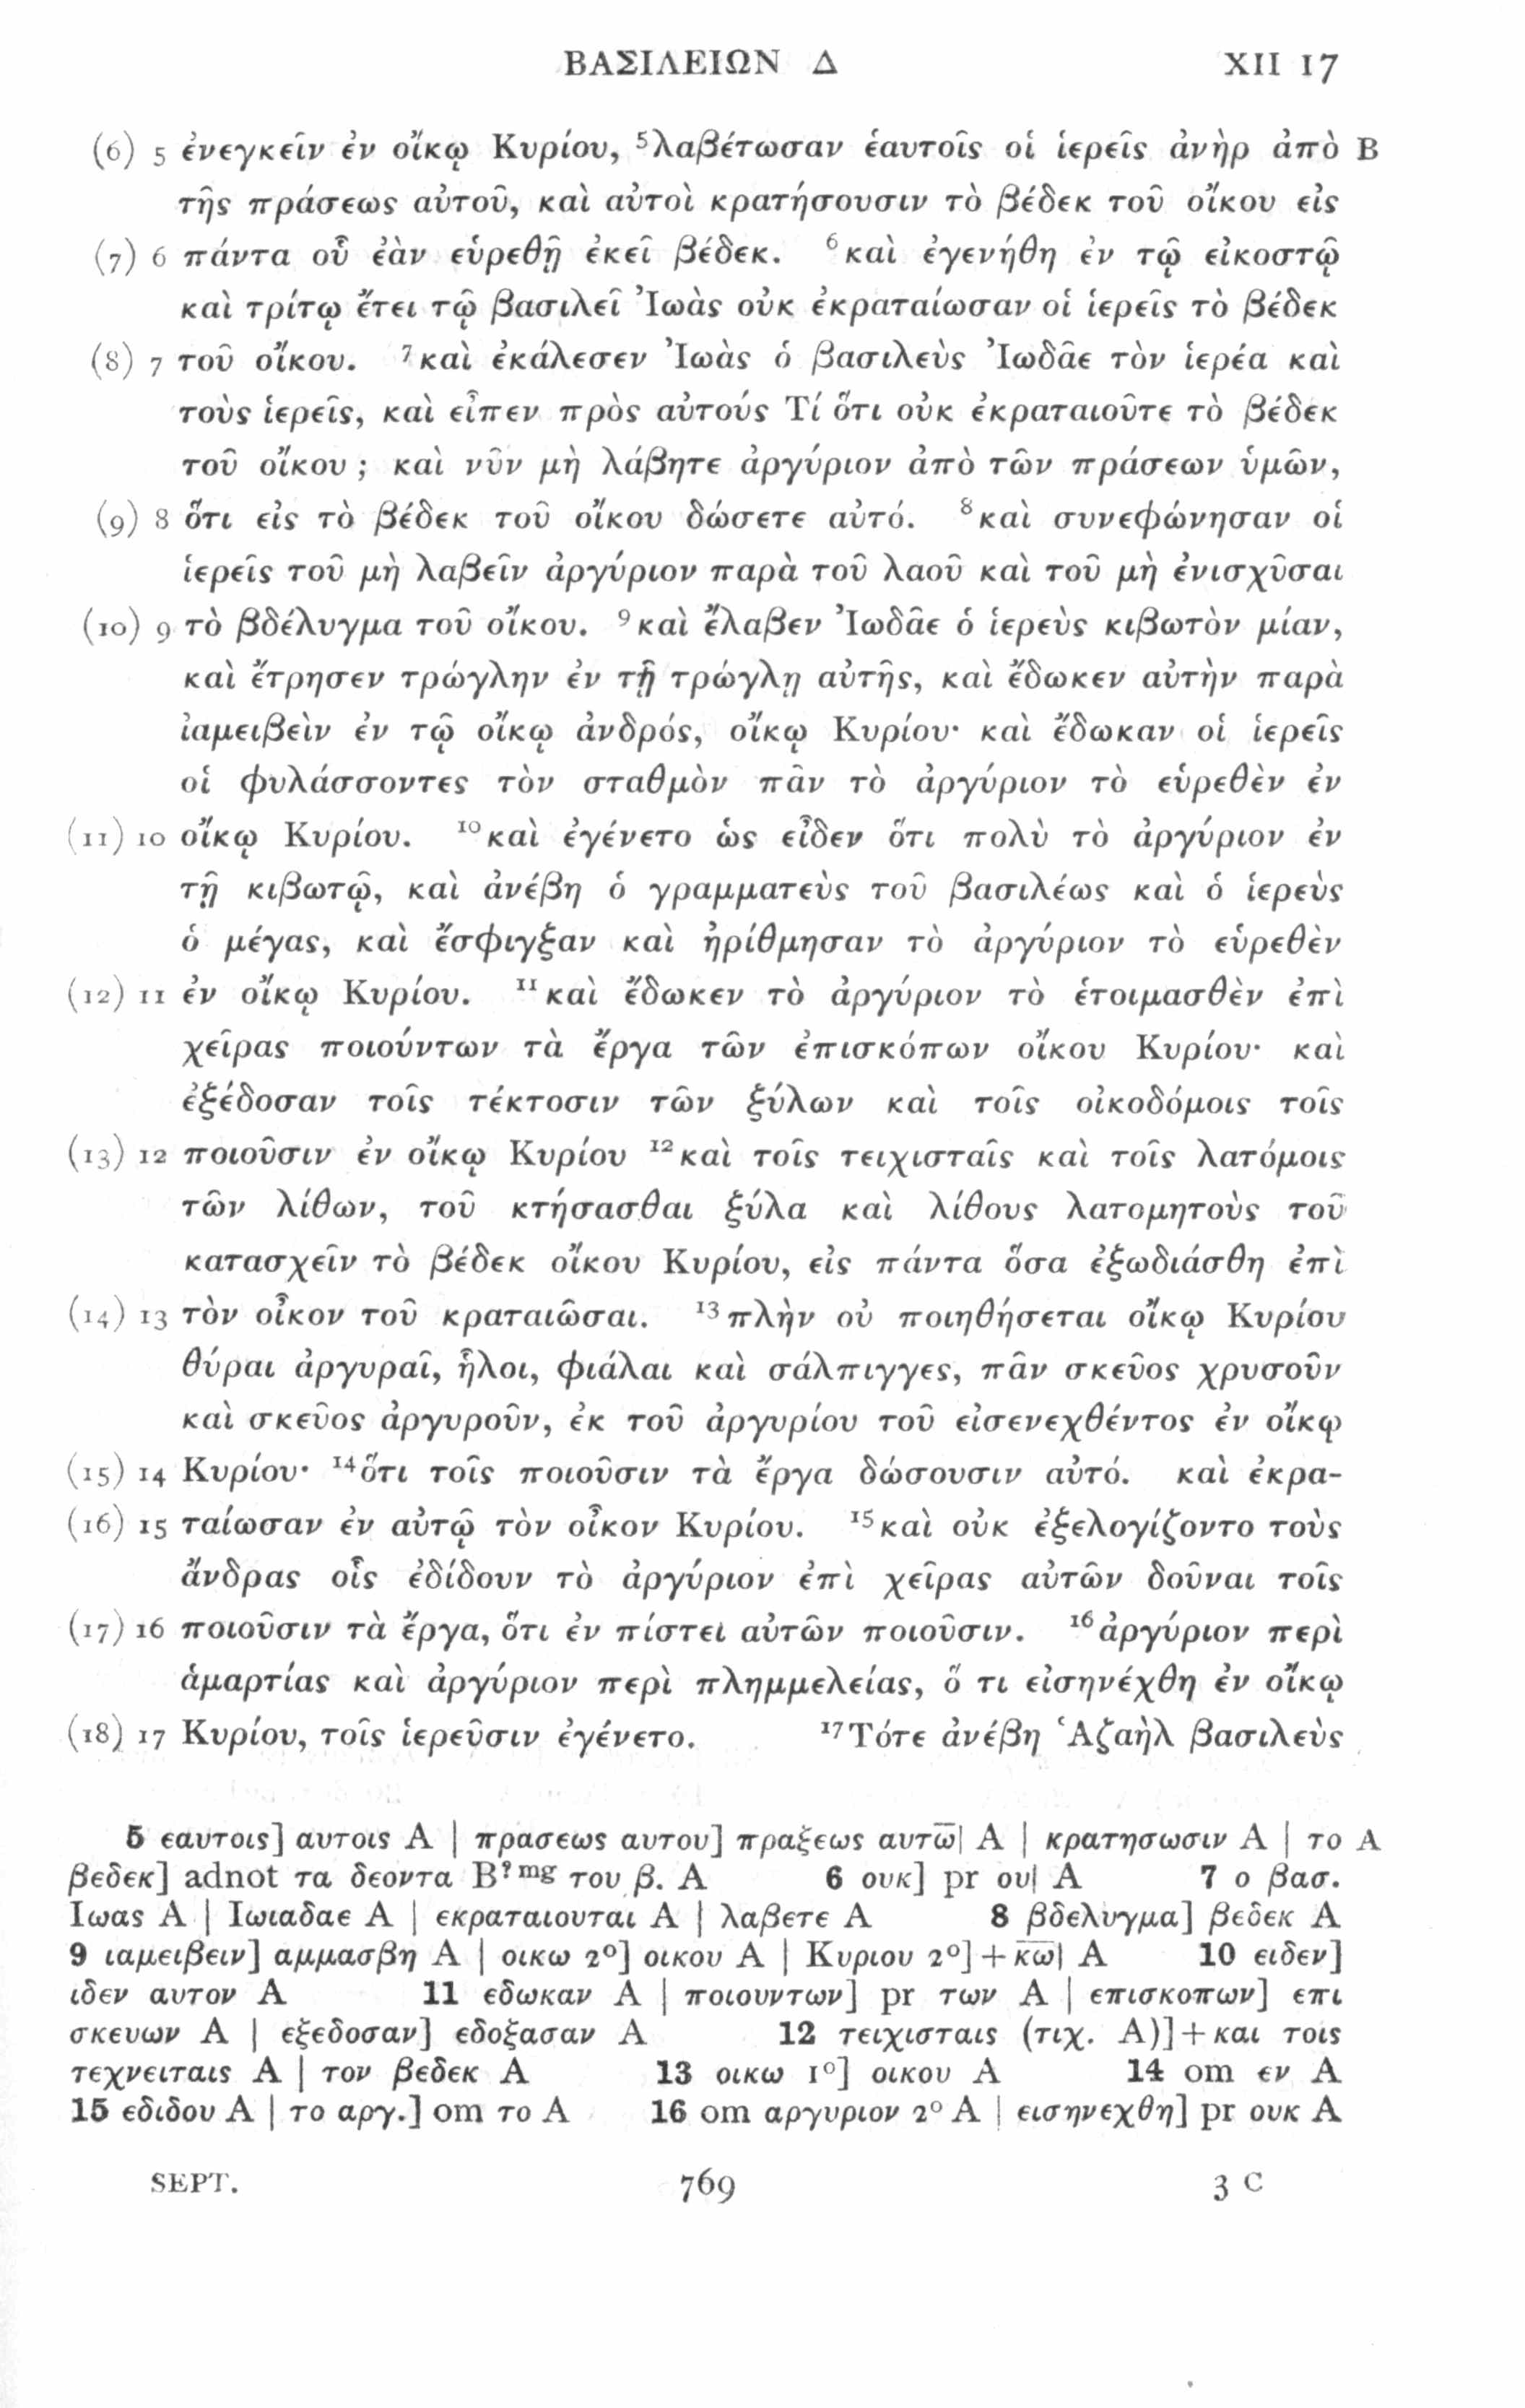 ΒΑΣΙΛΕΙΩΝ Δ XII 17
(6) 5 ἐνεγκεῖν ἐν οἴκῳ Κυρίου, ⁵λαβέτωσαν ἑαυτοῖς οἱ ἱερεῖς ἀνὴρ ἀπὸ B
τῆς πράσεως αὐτοῦ, καὶ αὐτοὶ κρατήσουσιν τὸ βέδεκ τοῦ οἴκου εἰς
(7) 6 πάντα οὗ ἐὰν εὑρεθῇ ἐκεῖ βέδεκ. ⁶καὶ ἐγενήθη ἐν τῷ εἰκοστῷ
καὶ τρίτῳ ἔτει τῷ βασιλεῖ Ἰωὰς οὐκ ἐκραταίωσαν οἱ ἱερεῖς τὸ βέδεκ
(8) 7 τοῦ οἴκου. ⁷καὶ ἐκάλεσεν Ἰωὰς ὁ βασιλεὺς Ἰωδᾶε τὸν ἱερέα καὶ
τοὺς ἱερεῖς, καὶ εἶπεν πρὸς αὐτούς Τί ὅτι οὐκ ἐκραταιοῦτε τὸ βέδεκ
τοῦ οἴκου ; καὶ νῦν μὴ λάβητε ἀργύριον ἀπὸ τῶν πράσεων ὑμῶν,
(9) 8 ὅτι εἰς τὸ βέδεκ τοῦ οἴκου δώσετε αὐτό. ⁸καὶ συνεφώνησαν οἱ
ἱερεῖς τοῦ μὴ λαβεῖν ἀργύριον παρὰ τοῦ λαοῦ καὶ τοῦ μὴ ἐνισχῦσαι
(10) 9 τὸ βδέλυγμα τοῦ οἴκου. ⁹καὶ ἔλαβεν Ἰωδᾶε ὁ ἱερεὺς κιβωτὸν μίαν,
καὶ ἔτρησεν τρώγλην ἐν τῇ τρώγλῃ αὐτῆς, καὶ ἔδωκεν αὐτὴν παρὰ
ἰαμειβεὶν ἐν τῷ οἴκῳ ἀνδρός, οἴκῳ Κυρίου· καὶ ἔδωκαν οἱ ἱερεῖς
οἱ φυλάσσοντες τὸν σταθμὸν πᾶν τὸ ἀργύριον τὸ εὑρεθὲν ἐν
(11) 10 οἴκῳ Κυρίου. ¹⁰καὶ ἐγένετο ὡς εἶδεν ὅτι πολὺ τὸ ἀργύριον ἐν
τῇ κιβωτῷ, καὶ ἀνέβη ὁ γραμματεὺς τοῦ βασιλέως καὶ ὁ ἱερεὺς
ὁ μέγας, καὶ ἔσφιγξαν καὶ ἠρίθμησαν τὸ ἀργύριον τὸ εὑρεθὲν
(12) 11 ἐν οἴκῳ Κυρίου. ¹¹καὶ ἔδωκεν τὸ ἀργύριον τὸ ἑτοιμασθὲν ἐπὶ
χεῖρας ποιούντων τὰ ἔργα τῶν ἐπισκόπων οἴκου Κυρίου· καὶ
ἐξέδοσαν τοῖς τέκτοσιν τῶν ξύλων καὶ τοῖς οἰκοδόμοις τοῖς
(13) 12 ποιοῦσιν ἐν οἴκῳ Κυρίου ¹²καὶ τοῖς τειχισταῖς καὶ τοῖς λατόμοις
τῶν λίθων, τοῦ κτήσασθαι ξύλα καὶ λίθους λατομητοὺς τοῦ
κατασχεῖν τὸ βέδεκ οἴκου Κυρίου, εἰς πάντα ὅσα ἐξωδιάσθη ἐπὶ
(14) 13 τὸν οἶκον τοῦ κραταιῶσαι. ¹³πλὴν οὐ ποιηθήσεται οἴκῳ Κυρίου
θύραι ἀργυραῖ, ἧλοι, φιάλαι καὶ σάλπιγγες, πᾶν σκεῦος χρυσοῦν
καὶ σκεῦος ἀργυροῦν, ἐκ τοῦ ἀργυρίου τοῦ εἰσενεχθέντος ἐν οἴκῳ
(15) 14 Κυρίου· ¹⁴ὅτι τοῖς ποιοῦσιν τὰ ἔργα δώσουσιν αὐτό. καὶ ἐκρα-
(16) 15 ταίωσαν ἐν αὐτῷ τὸν οἶκον Κυρίου. ¹⁵καὶ οὐκ ἐξελογίζοντο τοὺς
ἄνδρας οἷς ἐδίδουν τὸ ἀργύριον ἐπὶ χεῖρας αὐτῶν δοῦναι τοῖς
(17) 16 ποιοῦσιν τὰ ἔργα, ὅτι ἐν πίστει αὐτῶν ποιοῦσιν. ¹⁶ἀργύριον περὶ
ἁμαρτίας καὶ ἀργύριον περὶ πλημμελείας, ὅ τι εἰσηνέχθη ἐν οἴκῳ
(18) 17 Κυρίου, τοῖς ἱερεῦσιν ἐγένετο. ¹⁷Τότε ἀνέβη Ἁζαὴλ βασιλεὺς
5 εαυτοις] αυτοις A | πρασεως αυτου] πραξεως αυτω̅| A | κρατησωσιν A | το A
βεδεκ] adnot τα δεοντα B? mg του β. A 6 ουκ] pr ου| A 7 ο βασ.
Ιωας A | Ιωιαδαε A | εκραταιουται A | λαβετε A 8 βδελυγμα] βεδεκ A
9 ιαμειβειν] αμμασβη A | οικω 2°] οικου A | Κυριου 2°]+κ̅ω̅| A 10 ειδεν]
ιδεν αυτον A 11 εδωκαν A | ποιουντων] pr των A | επισκοπων] επι
σκευων A | εξεδοσαν] εδοξασαν A 12 τειχισταις (τιχ. A)]+και τοις
τεχνειταις A | τον βεδεκ A 13 οικω 1°] οικου A 14 om εν A
15 εδιδου A | το αργ.] om το A 16 om αργυριον 2° A | εισηνεχθη] pr ουκ A
SEPT. 769 3 C